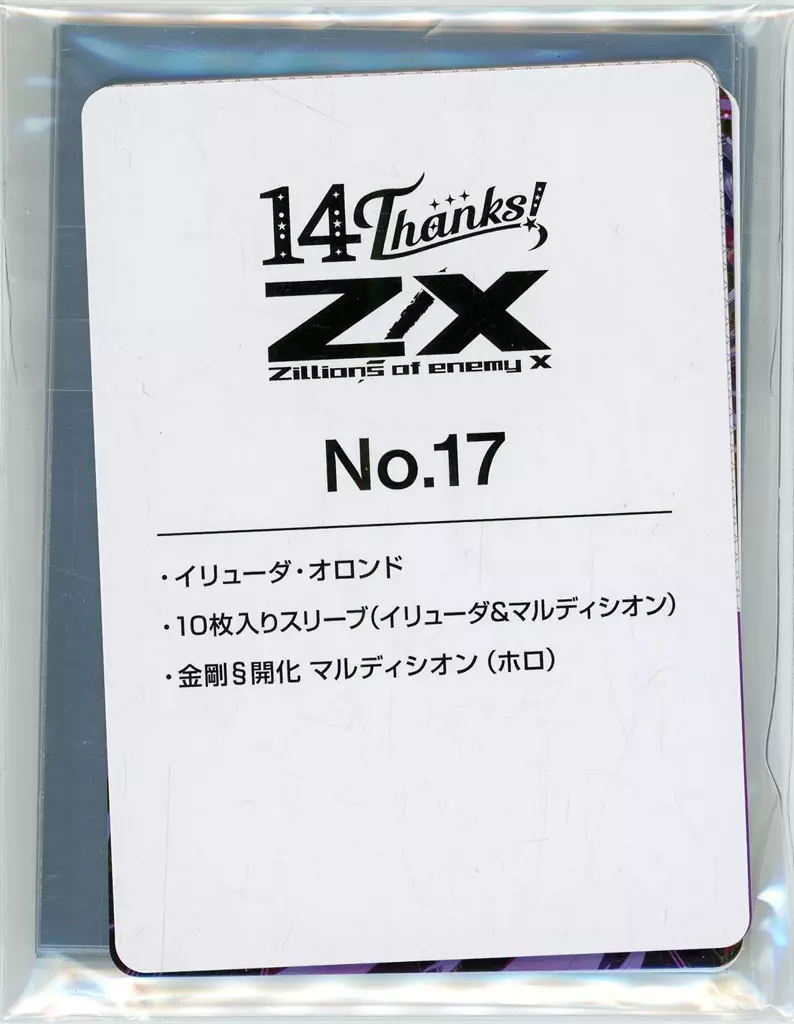 14 Thanks!
Z/X
Zillions of enemy X
No.17
・イリューダ・オロンド
・10枚入りスリーブ(イリューダ&マルディシオン)
・金剛§開化 マルディシオン (ホロ)